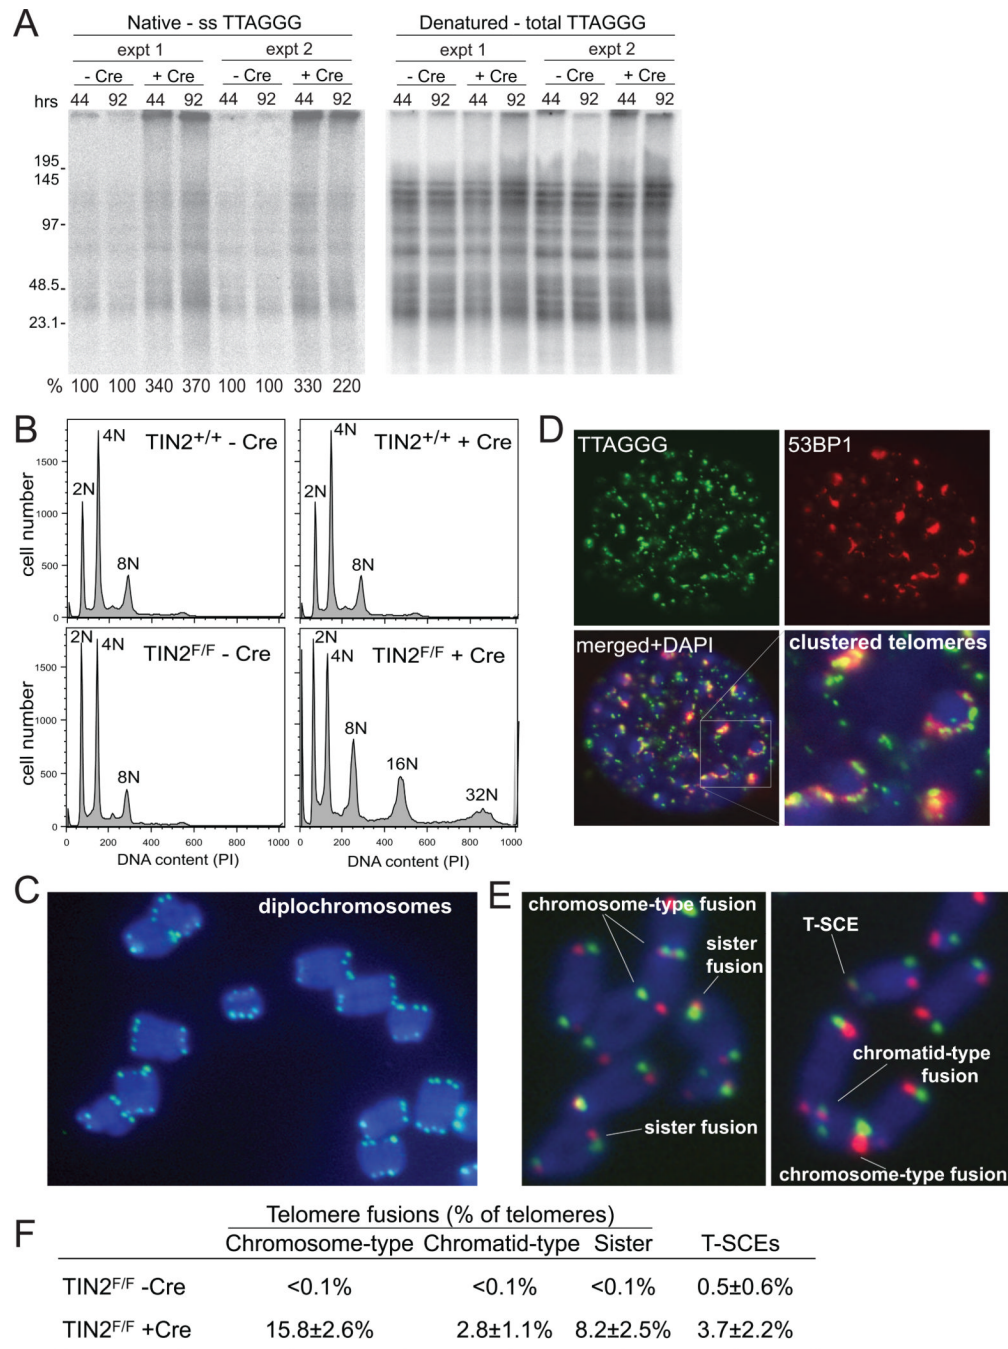 A
Native - ss TTAGGG
Denatured - total TTAGGG
expt 1 expt 2 expt 1 expt 2
- Cre + Cre - Cre + Cre - Cre + Cre - Cre + Cre
hrs 44 92 44 92 44 92 44 92 44 92 44 92 44 92 44 92
195
145
97
48.5
23.1
% 100 100 340 370 100 100 330 220
B
TIN2+/+ - Cre
2N 4N 8N
cell number
1500
1000
500
0
TIN2+/+ + Cre
2N 4N 8N
TIN2F/F - Cre
2N 4N 8N
cell number
1500
1000
500
0
0 200 400 600 800 1000
DNA content (PI)
TIN2F/F + Cre
2N 4N 8N 16N 32N
0 200 400 600 800 1000
DNA content (PI)
D
TTAGGG
53BP1
merged+DAPI
clustered telomeres
C
diplochromosomes
E
chromosome-type fusion
sister
fusion
sister fusion
T-SCE
chromatid-type
fusion
chromosome-type fusion
F
Telomere fusions (% of telomeres)
Chromosome-type Chromatid-type Sister T-SCEs
TIN2F/F -Cre <0.1% <0.1% <0.1% 0.5±0.6%
TIN2F/F +Cre 15.8±2.6% 2.8±1.1% 8.2±2.5% 3.7±2.2%